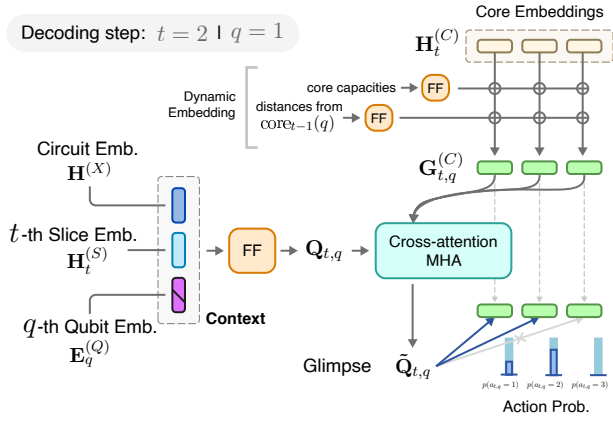 Decoding step: t = 2 | q = 1
Core Embeddings
H_t^{(C)}
core capacities
FF
Dynamic
Embedding
distances from
core_{t−1}(q)
FF
Circuit Emb.
H^{(X)}
G_{t,q}^{(C)}
t-th Slice Emb.
H_t^{(S)}
FF
Q_{t,q}
Cross-attention
MHA
q-th Qubit Emb.
E_q^{(Q)}
Context
Glimpse
Q̃_{t,q}
p(a_{t,q} − 1)
p(a_{t,q} − 2)
p(a_{t,q} − 3)
Action Prob.